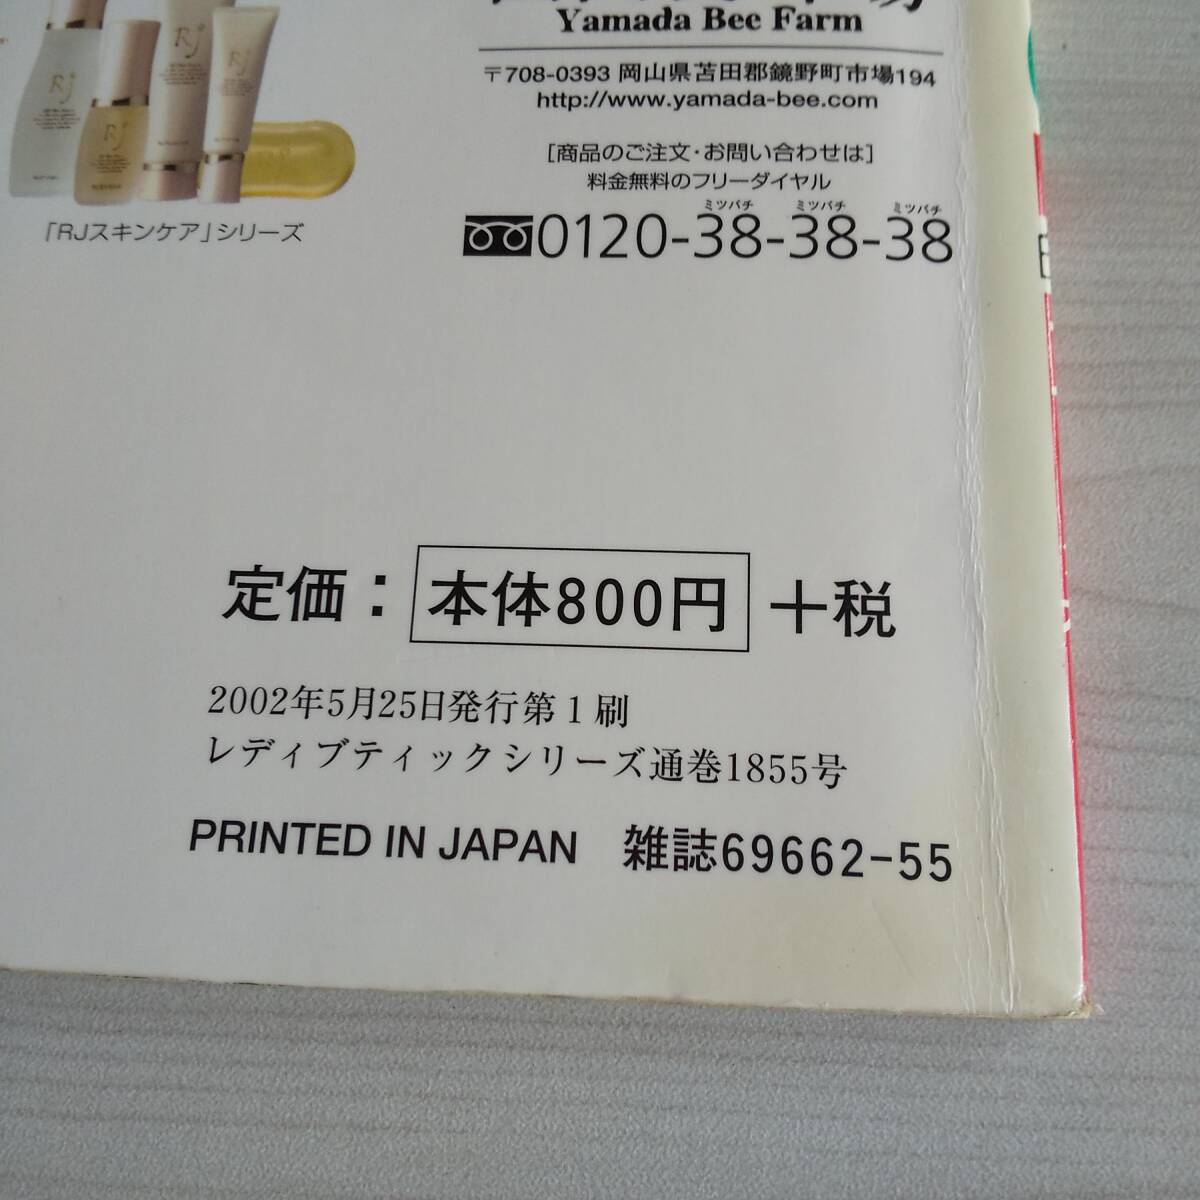 Yamada Bee Farm
〒708-0393 岡山県苫田郡鏡野町市場194
http://www.yamada-bee.com
[商品のご注文・お問い合わせは]
料金無料のフリーダイヤル
ミツバチ ミツバチ ミツバチ
0120-38-38-38
RJ
RJ
RJ
RJ
「RJスキンケア」シリーズ
定価：本体800円＋税
2002年5月25日発行第1刷
レディブティックシリーズ通巻1855号
PRINTED IN JAPAN 雑誌69662-55